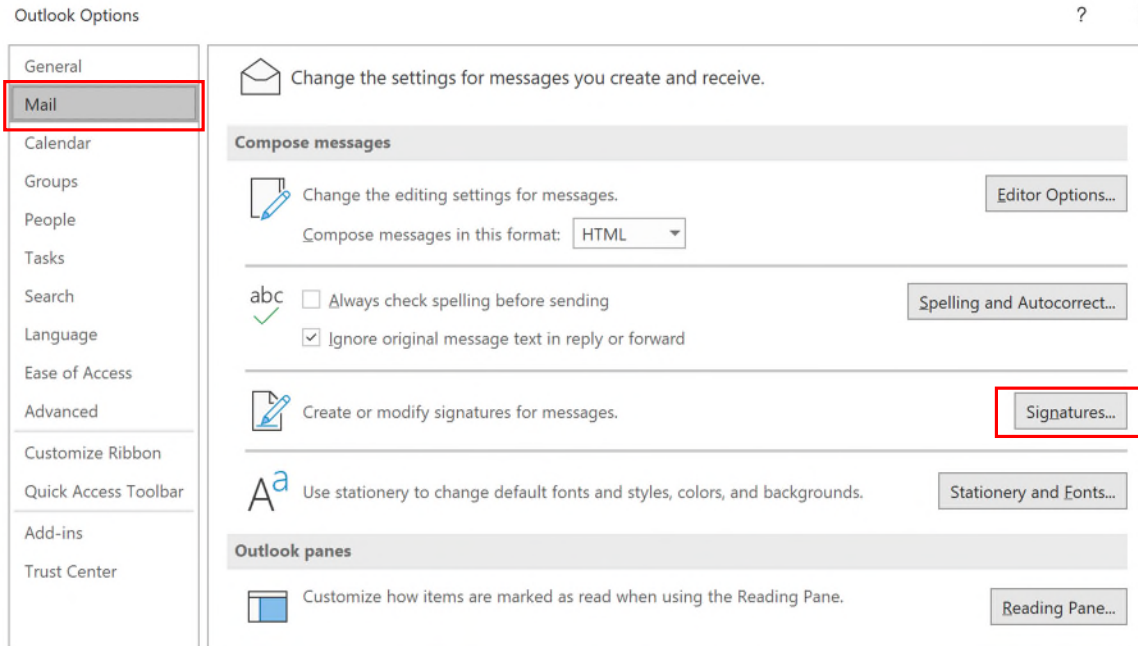 Outlook Options ?
General
Mail
Calendar
Groups
People
Tasks
Search
Language
Ease of Access
Advanced
Customize Ribbon
Quick Access Toolbar
Add-ins
Trust Center
Change the settings for messages you create and receive.
Compose messages
Change the editing settings for messages.
Editor Options...
Compose messages in this format: HTML
abc
Always check spelling before sending
Spelling and Autocorrect...
Ignore original message text in reply or forward
Create or modify signatures for messages.
Signatures...
Aa
Use stationery to change default fonts and styles, colors, and backgrounds.
Stationery and Fonts...
Outlook panes
Customize how items are marked as read when using the Reading Pane.
Reading Pane...